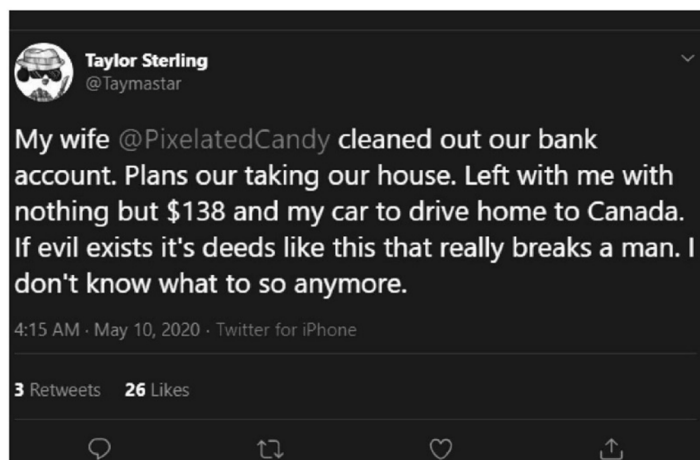 Taylor Sterling
@Taymastar
My wife @PixelatedCandy cleaned out our bank
account. Plans our taking our house. Left with me with
nothing but $138 and my car to drive home to Canada.
If evil exists it's deeds like this that really breaks a man. I
don't know what to so anymore.
4:15 AM · May 10, 2020 · Twitter for iPhone
3 Retweets 26 Likes